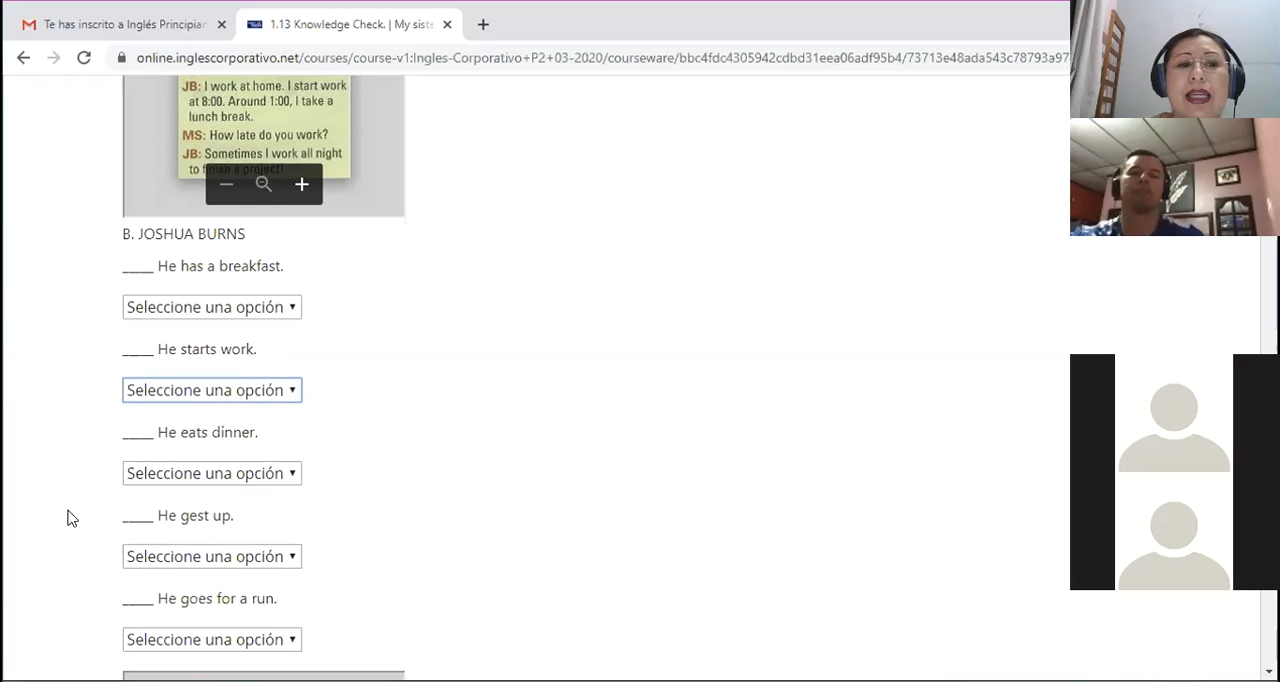 Te has inscrito a Inglés Principiar
1.13 Knowledge Check. | My siste
online.inglescorporativo.net/courses/course-v1:Ingles-Corporativo+P2+03-2020/courseware/bbc4fdc4305942cdbd31eea06adf95b4/73713e48ada543c78793a97
JB: I work at home. I start work
at 8:00. Around 1:00, I take a
lunch break.
MS: How late do you work?
JB: Sometimes I work all night
to finish a project!
B. JOSHUA BURNS
_____ He has a breakfast.
Seleccione una opción
_____ He starts work.
Seleccione una opción
_____ He eats dinner.
Seleccione una opción
_____ He gest up.
Seleccione una opción
_____ He goes for a run.
Seleccione una opción